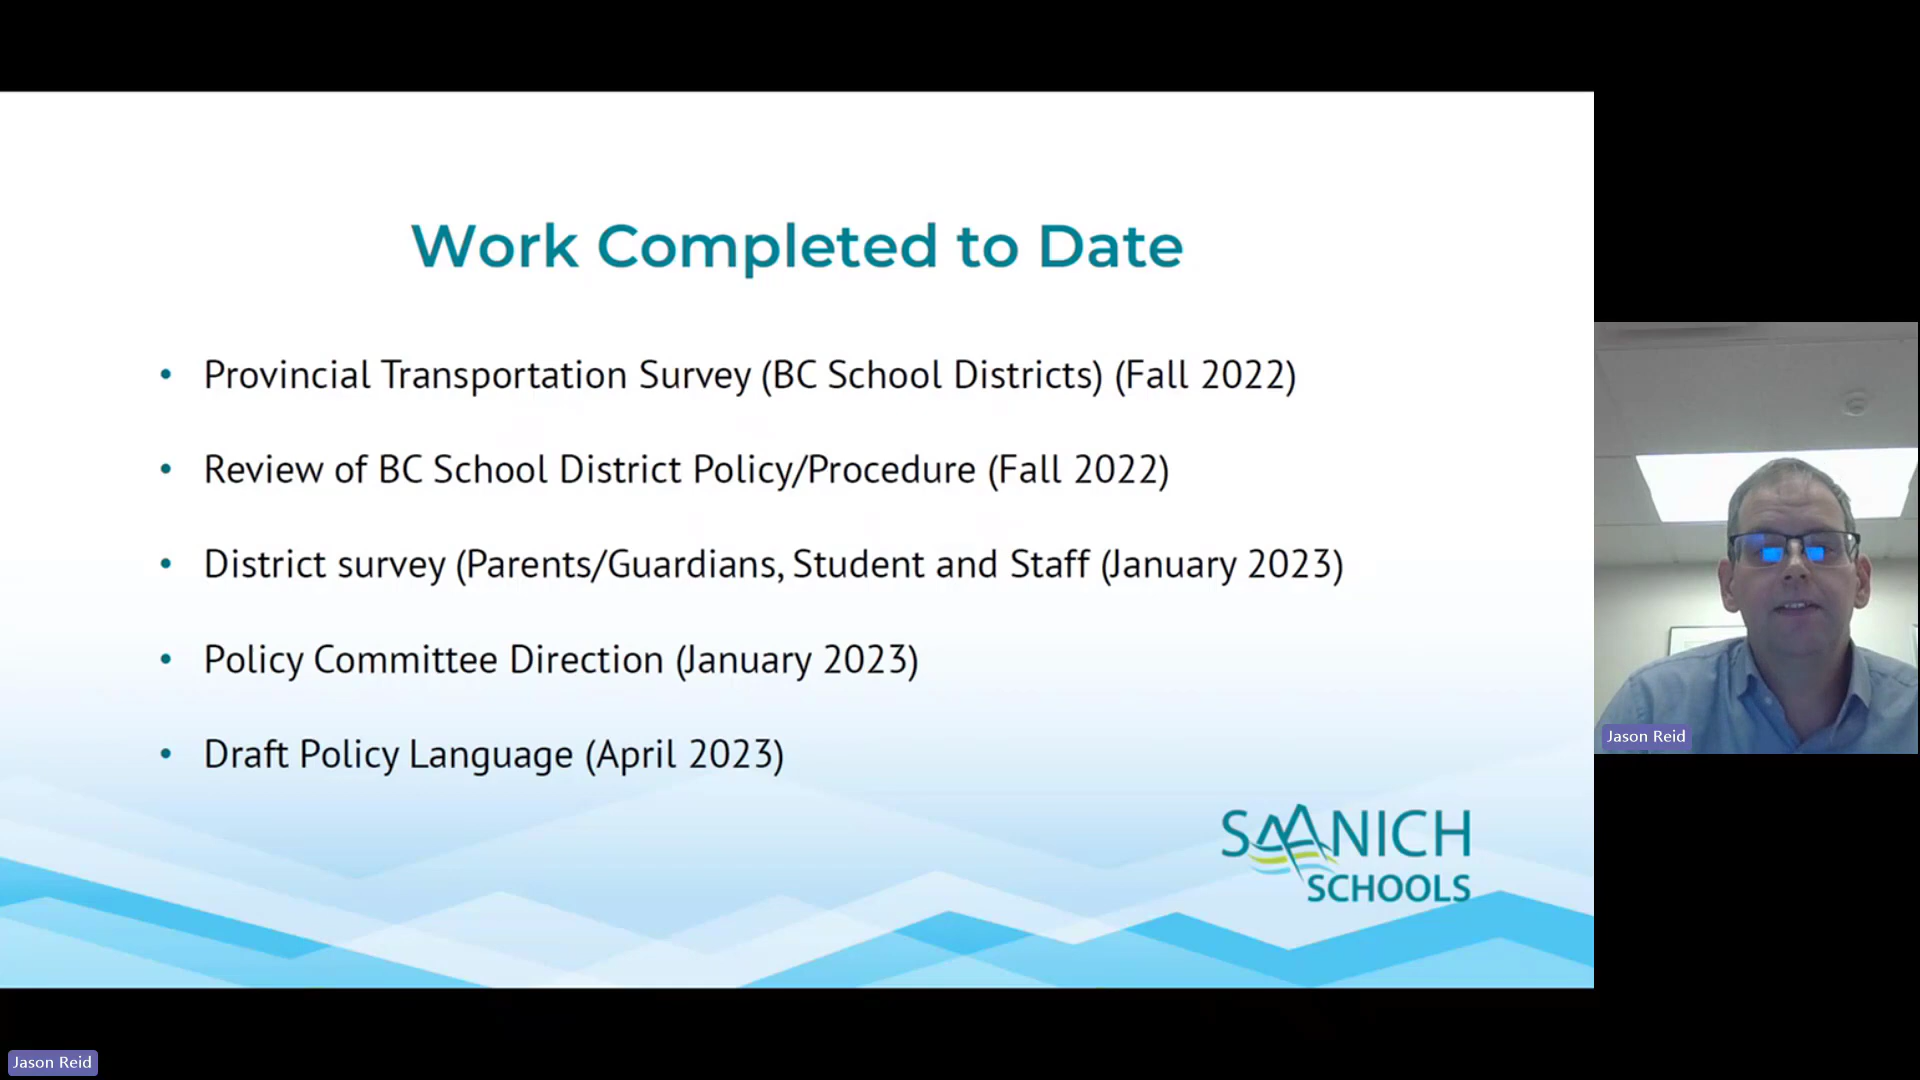 Work Completed to Date
• Provincial Transportation Survey (BC School Districts) (Fall 2022)
• Review of BC School District Policy/Procedure (Fall 2022)
• District survey (Parents/Guardians, Student and Staff (January 2023)
• Policy Committee Direction (January 2023)
• Draft Policy Language (April 2023)
SAANICH
SCHOOLS
Jason Reid
Jason Reid